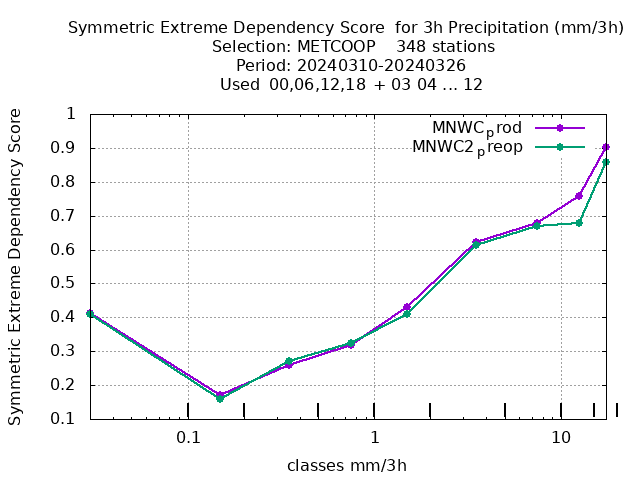 Symmetric Extreme Dependency Score  for 3h Precipitation (mm/3h)
Selection: METCOOP    348 stations
Period: 20240310-20240326
Used  00,06,12,18  + 03 04 ... 12
MNWC_prod
MNWC2_preop
Symmetric Extreme Dependency Score
1
0.9
0.8
0.7
0.6
0.5
0.4
0.3
0.2
0.1
0.1 1 10
classes mm/3h